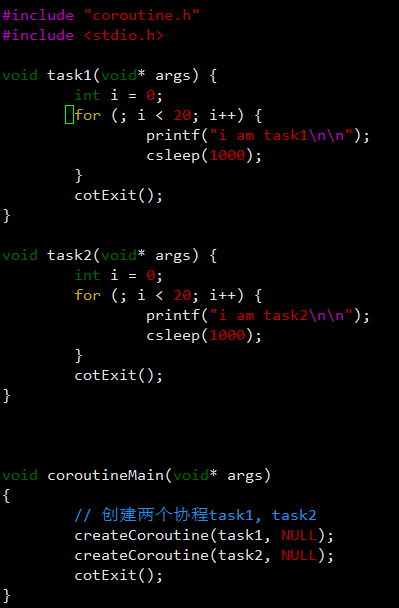 #include "coroutine.h"
#include <stdio.h>
void task1(void* args) {
int i = 0;
for (; i < 20; i++) {
printf("i am task1\n\n");
csleep(1000);
}
cotExit();
}
void task2(void* args) {
int i = 0;
for (; i < 20; i++) {
printf("i am task2\n\n");
csleep(1000);
}
cotExit();
}
void coroutineMain(void* args)
{
// 创建两个协程task1, task2
createCoroutine(task1, NULL);
createCoroutine(task2, NULL);
cotExit();
}